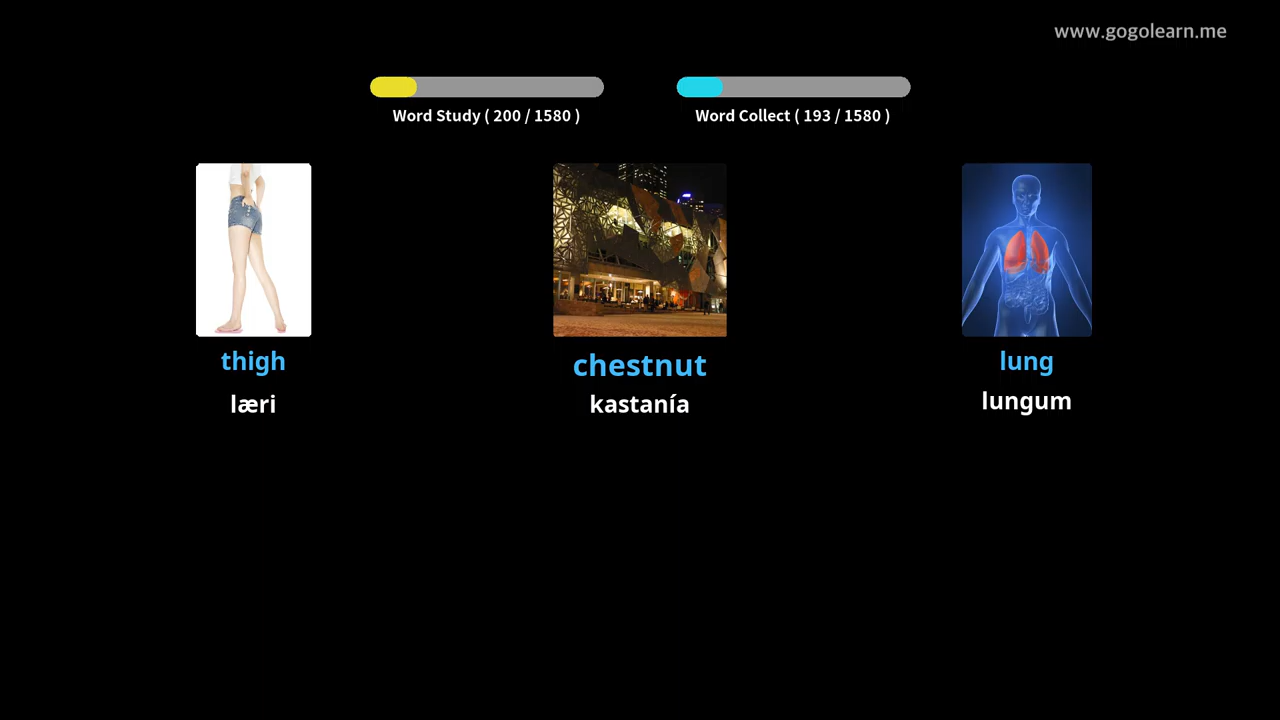 www.gogolearn.me
Word Study ( 200 / 1580 )
Word Collect ( 193 / 1580 )
thigh
læri
chestnut
kastanía
lung
lungum